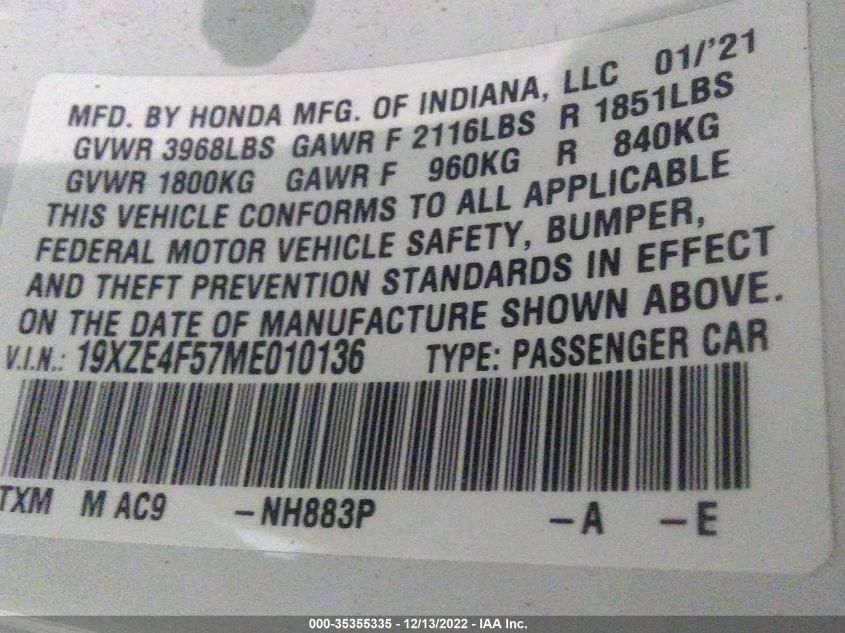 MFD. BY HONDA MFG. OF INDIANA, LLC 01/'21
GVWR 3968LBS GAWR F 2116LBS R 1851LBS
GVWR 1800KG GAWR F 960KG R 840KG
THIS VEHICLE CONFORMS TO ALL APPLICABLE
FEDERAL MOTOR VEHICLE SAFETY, BUMPER,
AND THEFT PREVENTION STANDARDS IN EFFECT
ON THE DATE OF MANUFACTURE SHOWN ABOVE.
V.I.N.: 19XZE4F57ME010136 TYPE: PASSENGER CAR
TXM M AC9 -NH883P -A -E
000-35355335 - 12/13/2022 - IAA Inc.